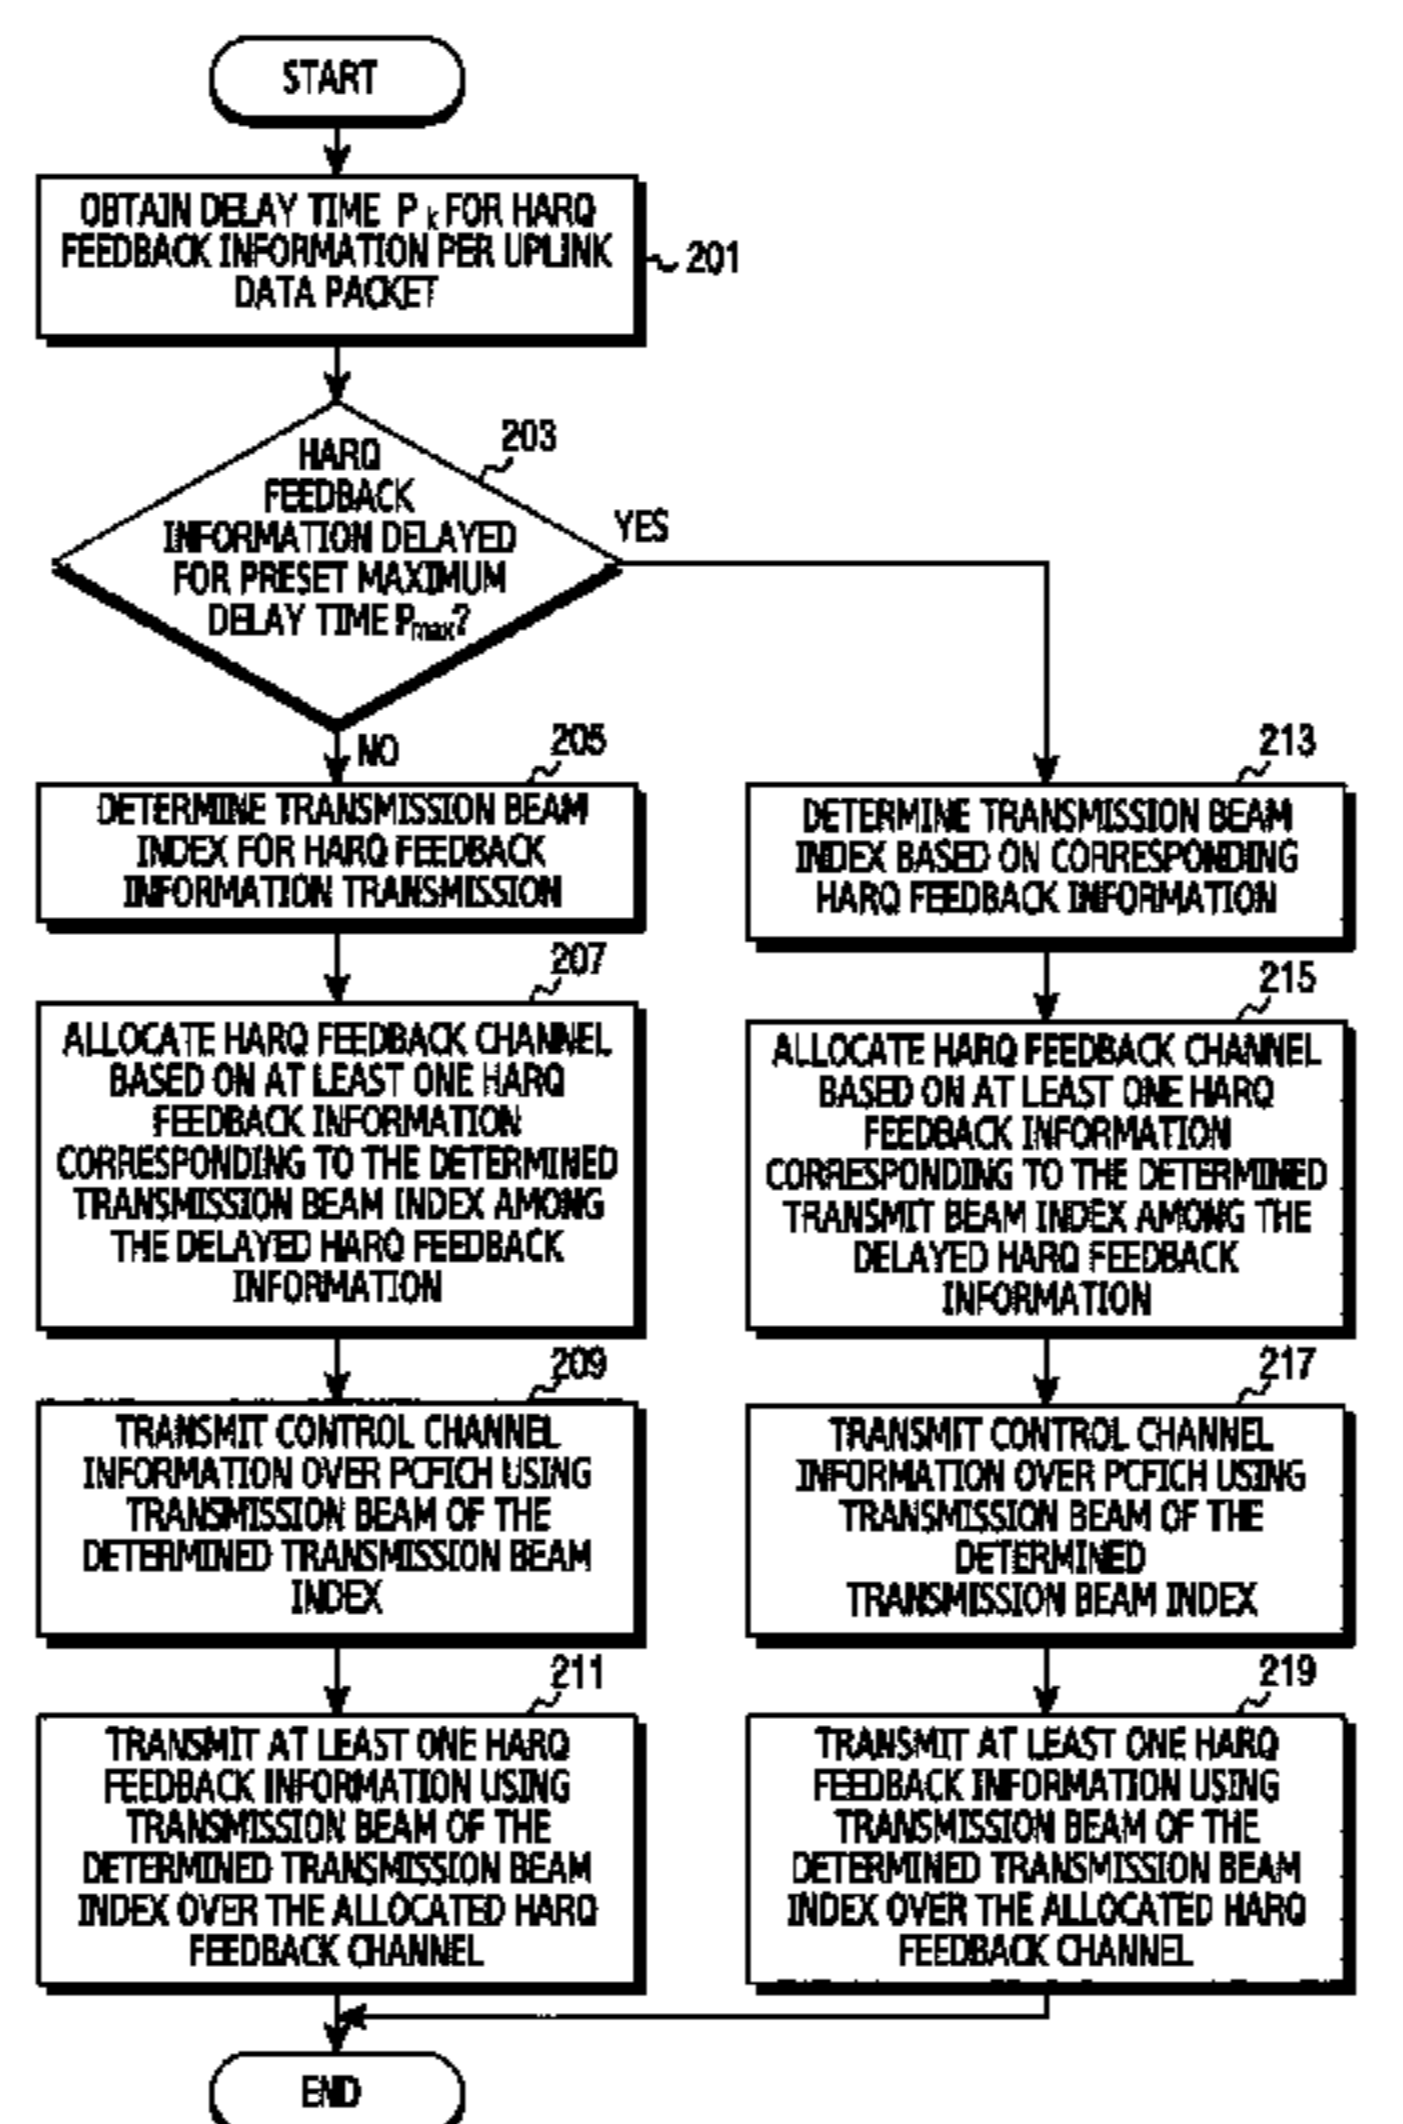 START
OBTAIN DELAY TIME P k FOR HARQ
FEEDBACK INFORMATION PER UPLINK
DATA PACKET
201
203
HARQ
FEEDBACK
INFORMATION DELAYED
FOR PRESET MAXIMUM
DELAY TIME Pmax?
YES
NO
205
DETERMINE TRANSMISSION BEAM
INDEX FOR HARQ FEEDBACK
INFORMATION TRANSMISSION
207
ALLOCATE HARQ FEEDBACK CHANNEL
BASED ON AT LEAST ONE HARQ
FEEDBACK INFORMATION
CORRESPONDING TO THE DETERMINED
TRANSMISSION BEAM INDEX AMONG
THE DELAYED HARQ FEEDBACK
INFORMATION
209
TRANSMIT CONTROL CHANNEL
INFORMATION OVER PCFICH USING
TRANSMISSION BEAM OF THE
DETERMINED TRANSMISSION BEAM
INDEX
211
TRANSMIT AT LEAST ONE HARQ
FEEDBACK INFORMATION USING
TRANSMISSION BEAM OF THE
DETERMINED TRANSMISSION BEAM
INDEX OVER THE ALLOCATED HARQ
FEEDBACK CHANNEL
213
DETERMINE TRANSMISSION BEAM
INDEX BASED ON CORRESPONDING
HARQ FEEDBACK INFORMATION
215
ALLOCATE HARQ FEEDBACK CHANNEL
BASED ON AT LEAST ONE HARQ
FEEDBACK INFORMATION
CORRESPONDING TO THE DETERMINED
TRANSMIT BEAM INDEX AMONG THE
DELAYED HARQ FEEDBACK
INFORMATION
217
TRANSMIT CONTROL CHANNEL
INFORMATION OVER PCFICH USING
TRANSMISSION BEAM OF THE
DETERMINED
TRANSMISSION BEAM INDEX
219
TRANSMIT AT LEAST ONE HARQ
FEEDBACK INFORMATION USING
TRANSMISSION BEAM OF THE
DETERMINED TRANSMISSION BEAM
INDEX OVER THE ALLOCATED HARQ
FEEDBACK CHANNEL
END